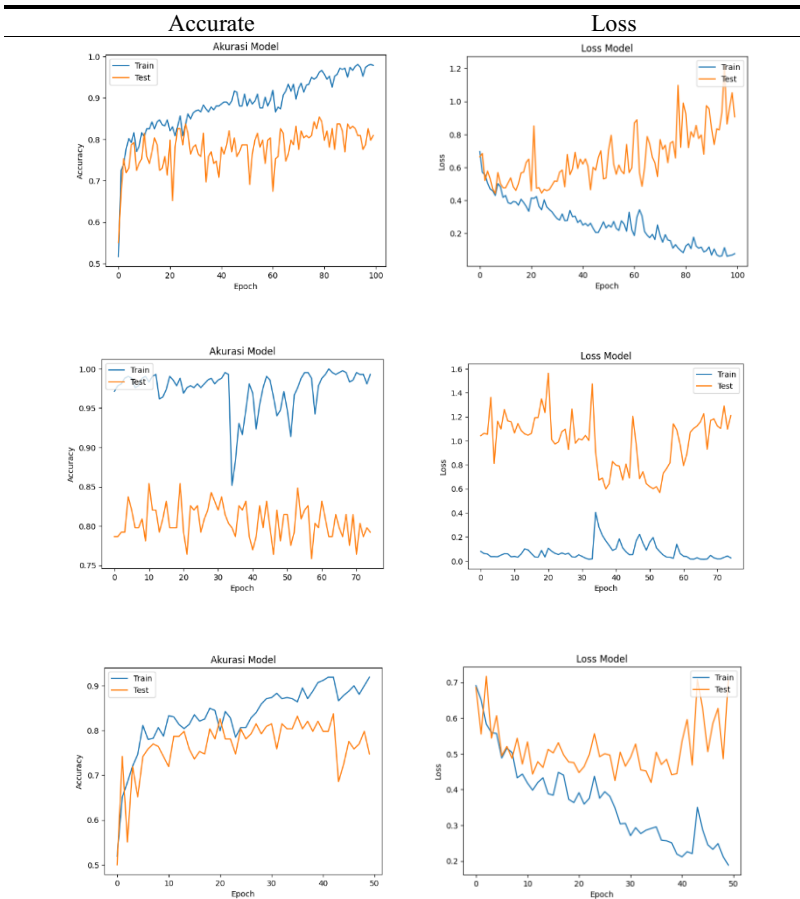 Accurate Loss
Akurasi Model
Train
Test
Accuracy
1.0
0.9
0.8
0.7
0.6
0.5
0 20 40 60 80 100
Epoch
Loss Model
Train
Test
Loss
1.2
1.0
0.8
0.6
0.4
0.2
0 20 40 60 80 100
Epoch
Akurasi Model
Train
Test
Accuracy
1.00
0.95
0.90
0.85
0.80
0.75
0 10 20 30 40 50 60 70
Epoch
Loss Model
Train
Test
Loss
1.6
1.4
1.2
1.0
0.8
0.6
0.4
0.2
0.0
0 10 20 30 40 50 60 70
Epoch
Akurasi Model
Train
Test
Accuracy
0.9
0.8
0.7
0.6
0.5
0 10 20 30 40 50
Epoch
Loss Model
Train
Test
Loss
0.7
0.6
0.5
0.4
0.3
0.2
0 10 20 30 40 50
Epoch